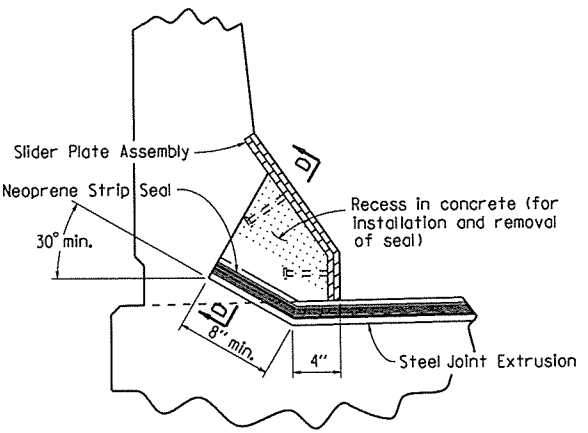 Slider Plate Assembly
D
Neoprene Strip Seal
Recess in concrete (for
installation and removal
of seal)
30° min.
D
8" min.
4"
Steel Joint Extrusion